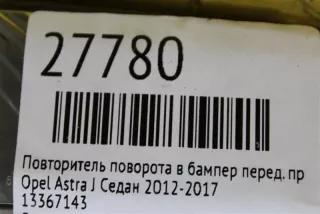 27780
Повторитель поворота в бампер перед. пр
Opel Astra J Седан 2012-2017
13367143